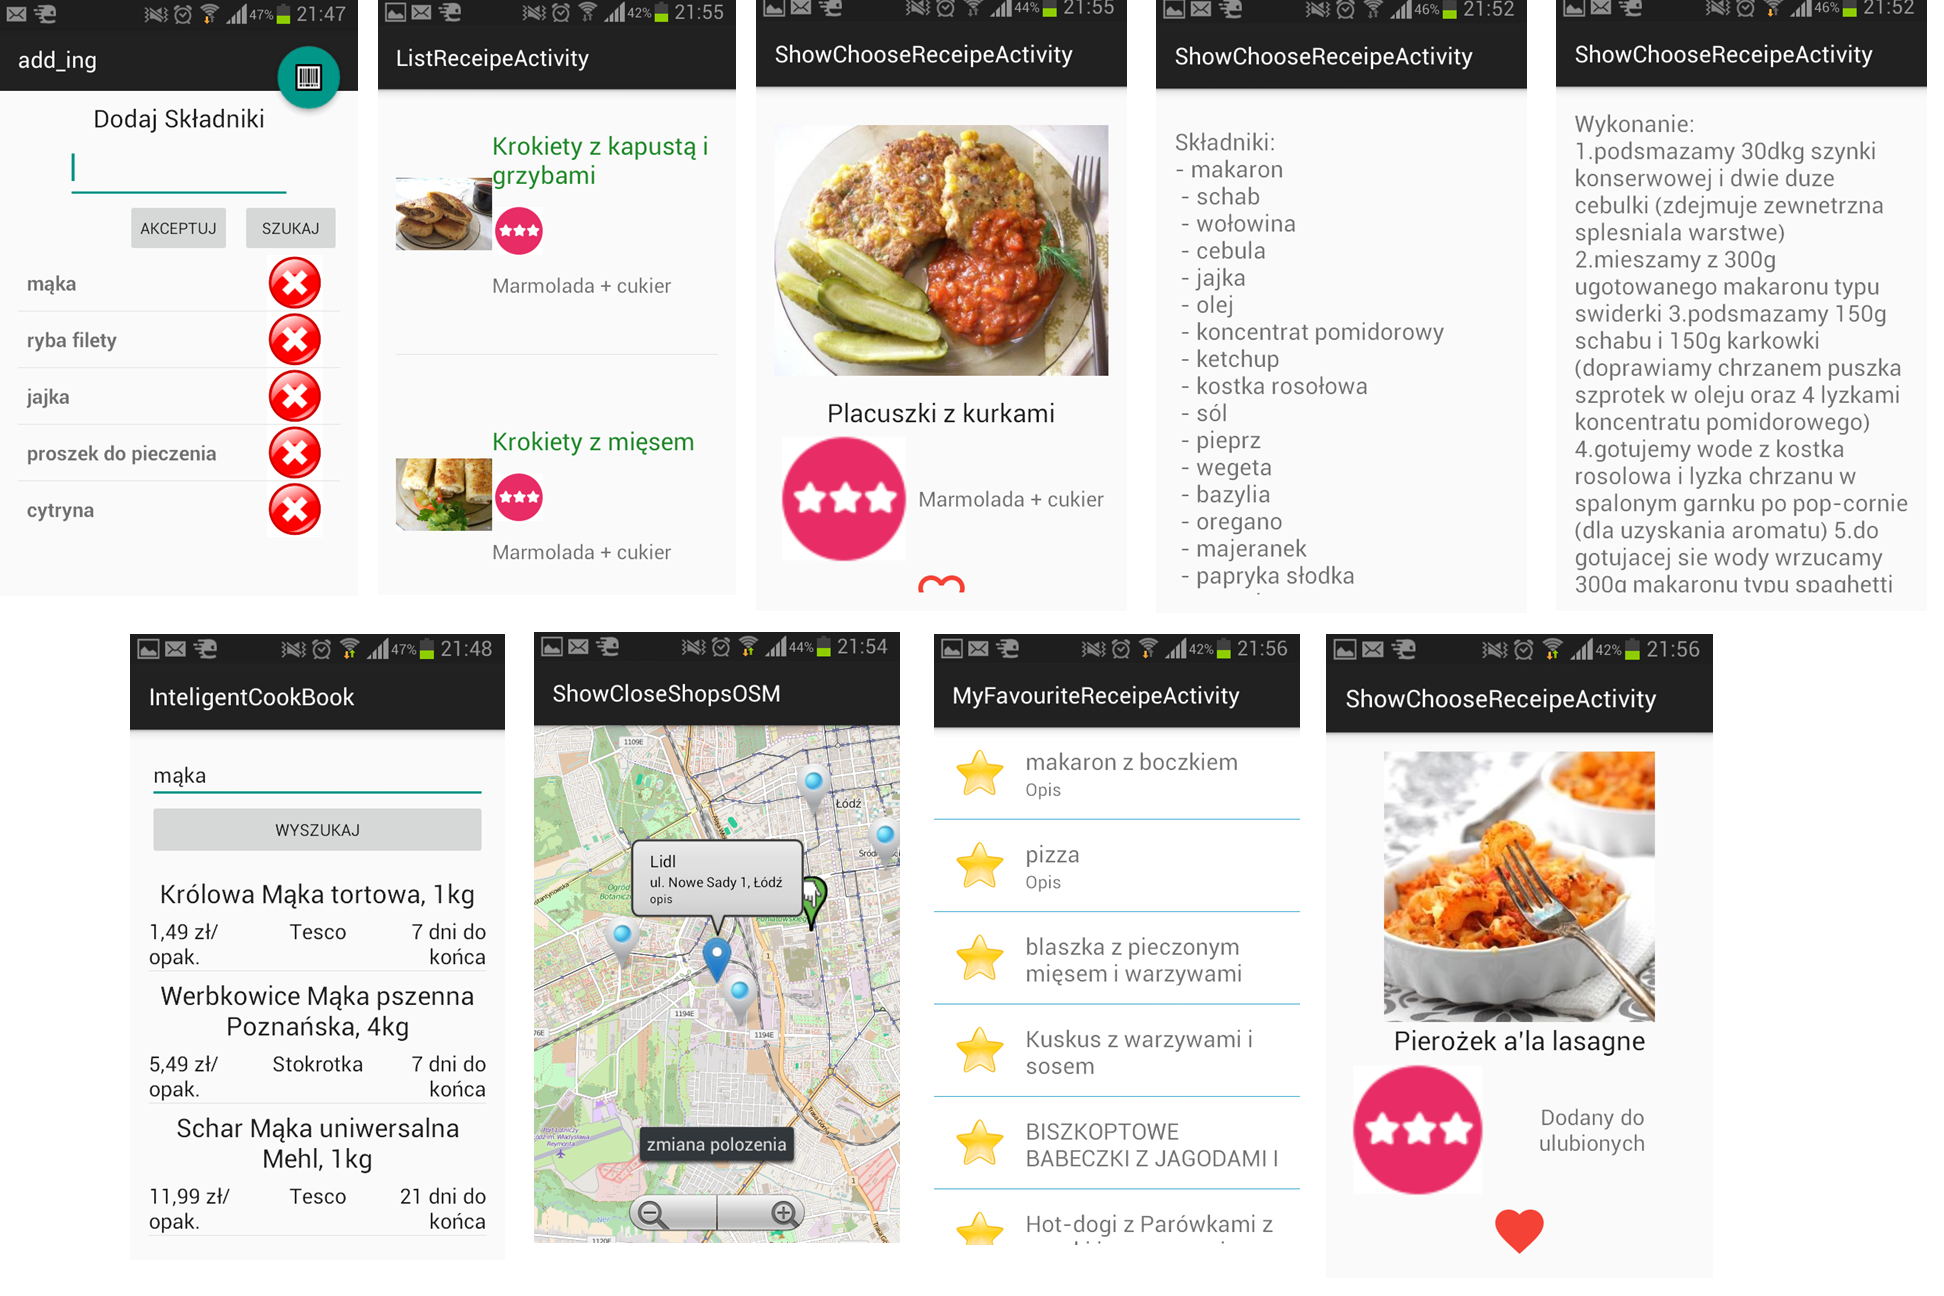 47% 21:47
add_ing
Dodaj Składniki
AKCEPTUJ SZUKAJ
mąka
ryba filety
jajka
proszek do pieczenia
cytryna
42% 21:55
ListReceipeActivity
Krokiety z kapustą i
grzybami
Marmolada + cukier
Krokiety z mięsem
Marmolada + cukier
44% 21:55
ShowChooseReceipeActivity
Placuszki z kurkami
Marmolada + cukier
46% 21:52
ShowChooseReceipeActivity
Składniki:
- makaron
- schab
- wołowina
- cebula
- jajka
- olej
- koncentrat pomidorowy
- ketchup
- kostka rosołowa
- sól
- pieprz
- wegeta
- bazylia
- oregano
- majeranek
- papryka słodka
46% 21:52
ShowChooseReceipeActivity
Wykonanie:
1.podsmazamy 30dkg szynki
konserwowej i dwie duze
cebulki (zdejmuje zewnetrzna
splesniala warstwe)
2.mieszamy z 300g
ugotowanego makaronu typu
swiderki 3.podsmazamy 150g
schabu i 150g karkowki
(doprawiamy chrzanem puszka
szprotek w oleju oraz 4 lyzkami
koncentratu pomidorowego)
4.gotujemy wode z kostka
rosolowa i lyzka chrzanu w
spalonym garnku po pop-cornie
(dla uzyskania aromatu) 5.do
gotujacej sie wody wrzucamy
300g makaronu typu spaghetti
47% 21:48
InteligentCookBook
mąka
WYSZUKAJ
Królowa Mąka tortowa, 1kg
1,49 zł/ Tesco 7 dni do
opak. końca
Werbkowice Mąka pszenna
Poznańska, 4kg
5,49 zł/ Stokrotka 7 dni do
opak. końca
Schar Mąka uniwersalna
Mehl, 1kg
11,99 zł/ Tesco 21 dni do
opak. końca
44% 21:54
ShowCloseShopsOSM
1109E
Łódź
Lidl
ul. Nowe Sady 1, Łódź
opis
1194E
1194E
zmiana polozenia
1120E
42% 21:56
MyFavouriteReceipeActivity
makaron z boczkiem
Opis
pizza
Opis
blaszka z pieczonym
mięsem i warzywami
Kuskus z warzywami i
sosem
BISZKOPTOWE
BABECZKI Z JAGODAMI I
Hot-dogi z Parówkami z
42% 21:56
ShowChooseReceipeActivity
Pierożek a'la lasagne
Dodany do
ulubionych